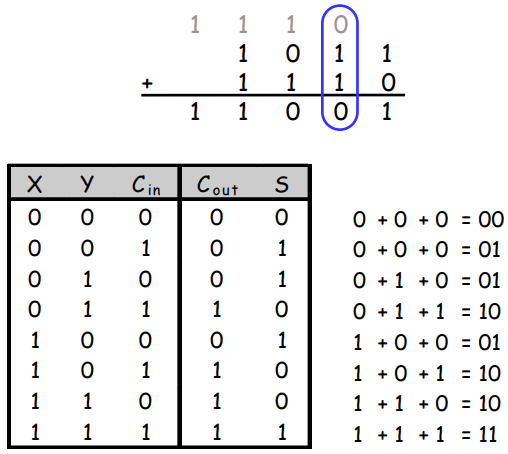 1 1 1 0
1 0 1 1
+ 1 1 1 0
1 1 0 0 1
X Y Cin Cout S
0 0 0 0 0 0 + 0 + 0 = 00
0 0 1 0 1 0 + 0 + 0 = 01
0 1 0 0 1 0 + 1 + 0 = 01
0 1 1 1 0 0 + 1 + 1 = 10
1 0 0 0 1 1 + 0 + 0 = 01
1 0 1 1 0 1 + 0 + 1 = 10
1 1 0 1 0 1 + 1 + 0 = 10
1 1 1 1 1 1 + 1 + 1 = 11